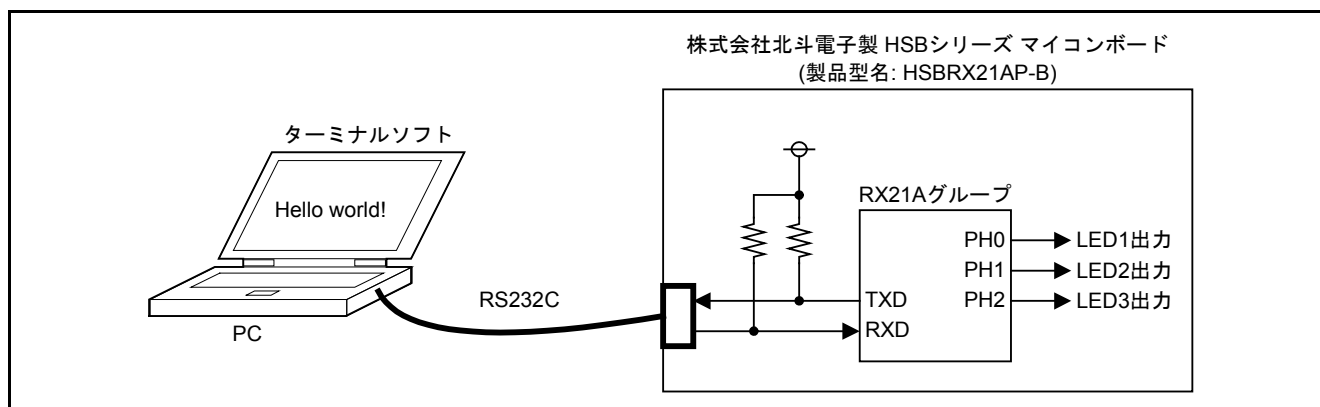 株式会社北斗電子製 HSBシリーズ マイコンボード
(製品型名: HSBRX21AP-B)
ターミナルソフト
Hello world!
PC
RS232C
RX21Aグループ
PH0
LED1出力
PH1
LED2出力
TXD
PH2
LED3出力
RXD